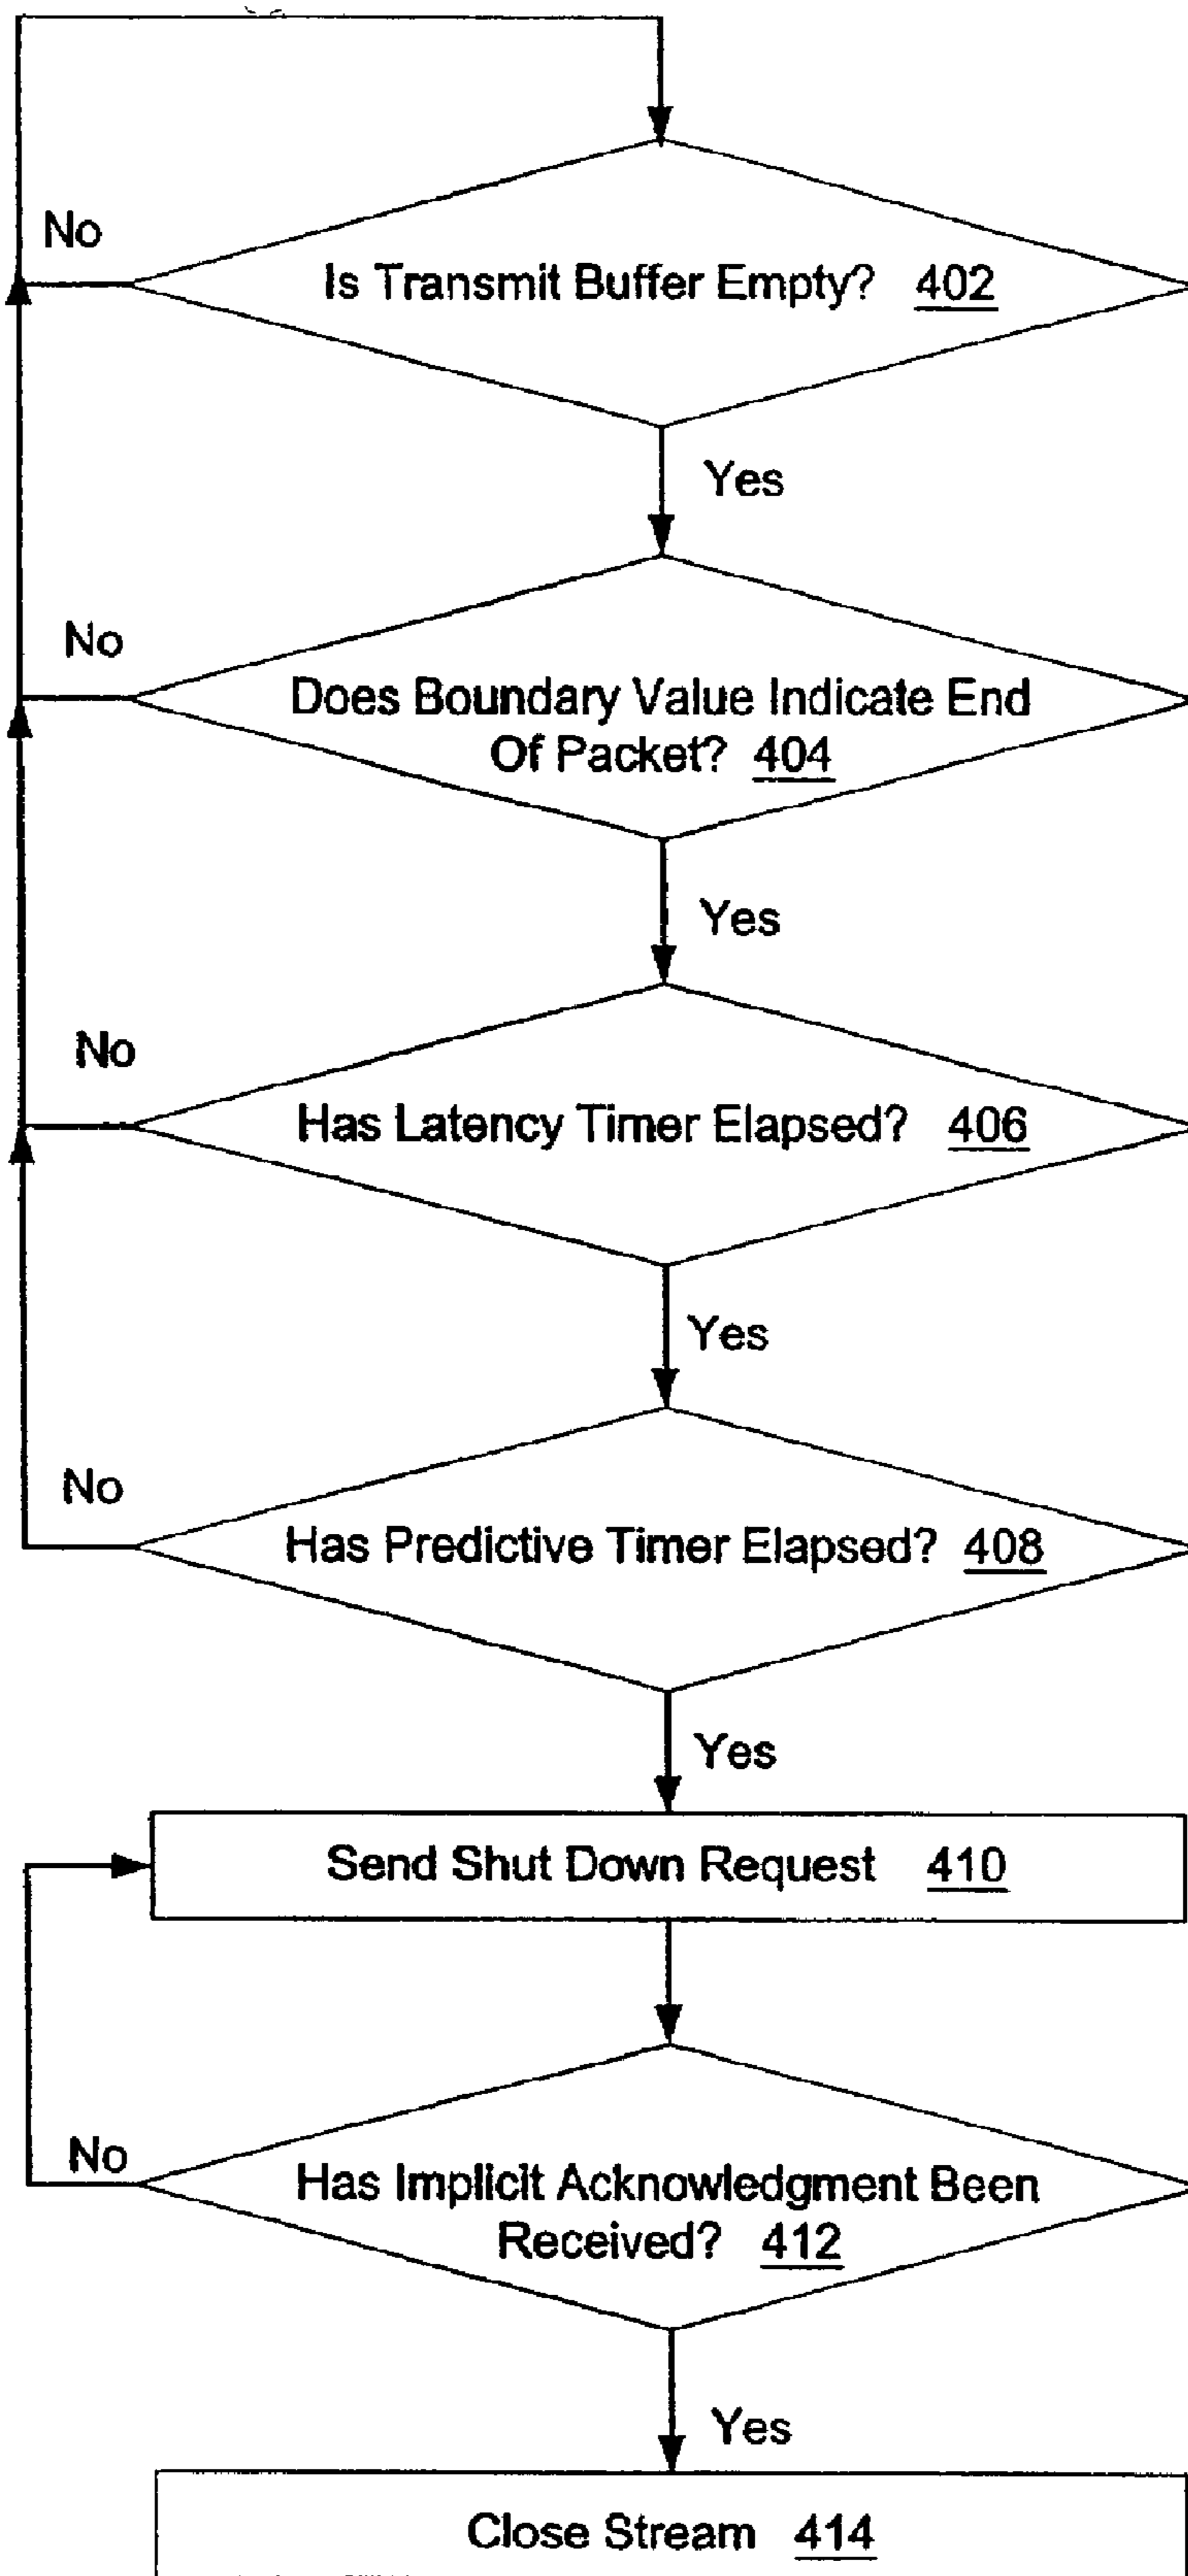 No
Is Transmit Buffer Empty? 402
Yes
No
Does Boundary Value Indicate End
Of Packet? 404
Yes
No
Has Latency Timer Elapsed? 406
Yes
No
Has Predictive Timer Elapsed? 408
Yes
Send Shut Down Request 410
No
Has Implicit Acknowledgment Been
Received? 412
Yes
Close Stream 414